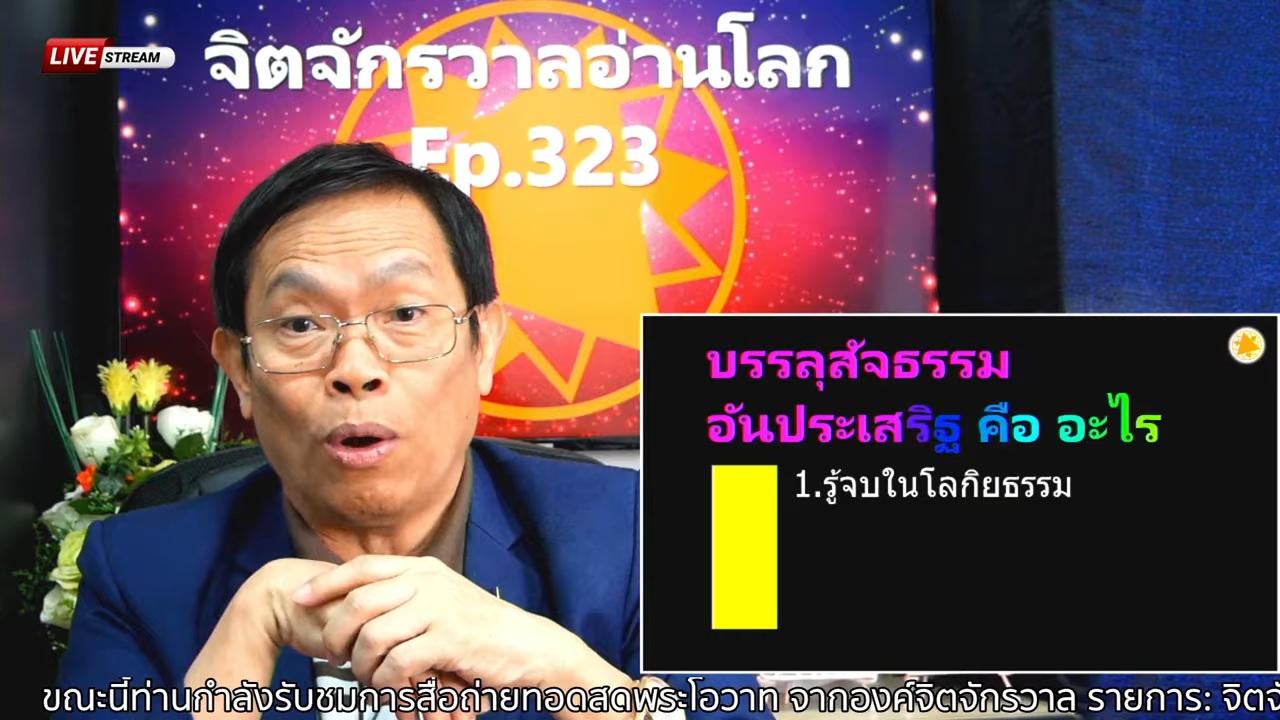 LIVE STREAM
จิตจักรวาลอ่านโลก
Ep.323
บรรลุสัจธรรม
อันประเสริฐ คือ อะไร
1.รู้จบในโลกิยธรรม
ขณะนี้ท่านกำลังรับชมการสื่อถ่ายทอดสดพระโอวาท จากองค์จิตจักรวาล รายการ: จิตจั